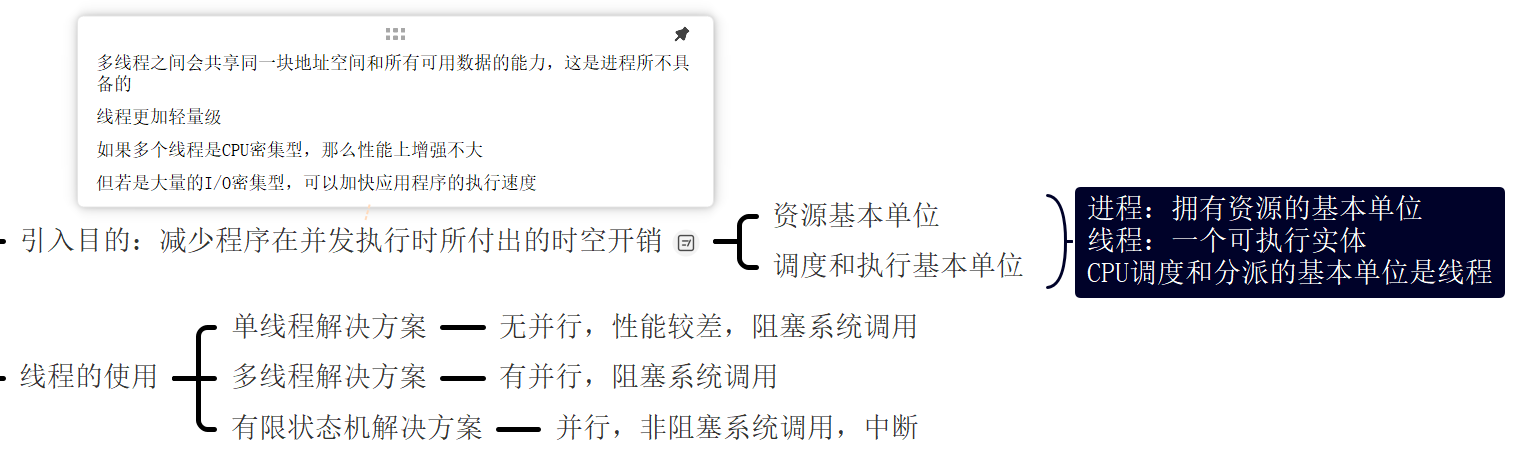 多线程之间会共享同一块地址空间和所有可用数据的能力，这是进程所不具
备的
线程更加轻量级
如果多个线程是CPU密集型，那么性能上增强不大
但若是大量的I/O密集型，可以加快应用程序的执行速度
引入目的：减少程序在并发执行时所付出的时空开销
资源基本单位
调度和执行基本单位
进程：拥有资源的基本单位
线程：一个可执行实体
CPU调度和分派的基本单位是线程
线程的使用
单线程解决方案
无并行，性能较差，阻塞系统调用
多线程解决方案
有并行，阻塞系统调用
有限状态机解决方案
并行，非阻塞系统调用，中断